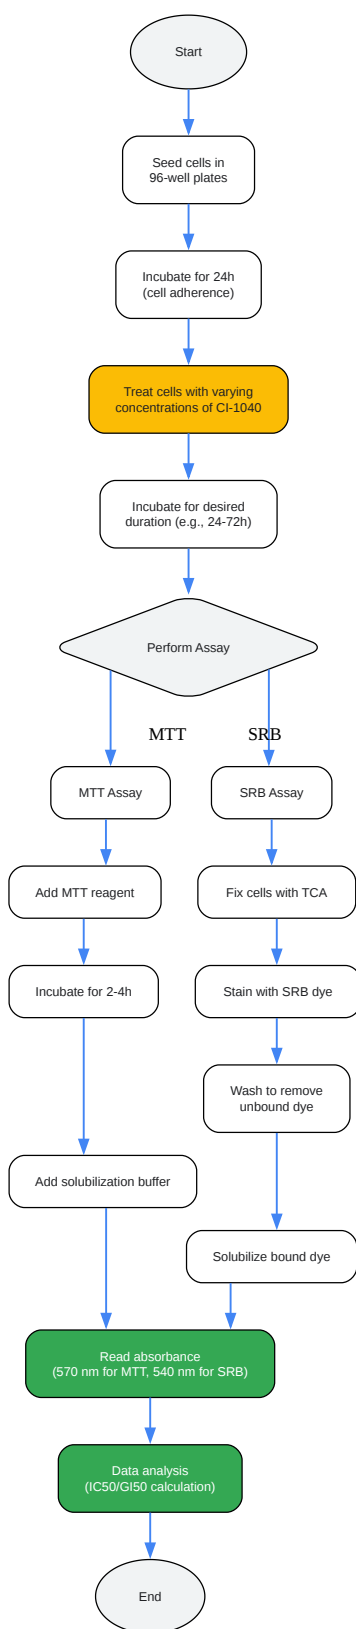 Start
Seed cells in
96-well plates
Incubate for 24h
(cell adherence)
Treat cells with varying
concentrations of CI-1040
Incubate for desired
duration (e.g., 24-72h)
Perform Assay
MTT
SRB
MTT Assay
SRB Assay
Add MTT reagent
Fix cells with TCA
Incubate for 2-4h
Stain with SRB dye
Wash to remove
unbound dye
Add solubilization buffer
Solubilize bound dye
Read absorbance
(570 nm for MTT, 540 nm for SRB)
Data analysis
(IC50/GI50 calculation)
End